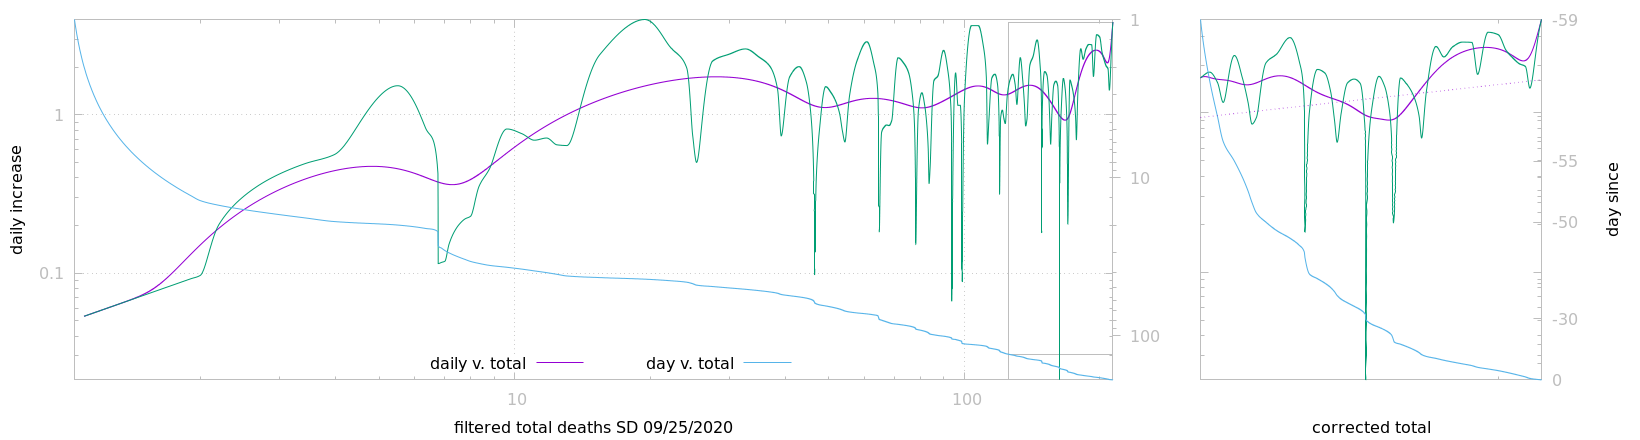 1
-59
1
-55
10
-50
0.1
-30
100
0
daily increase
day since
daily v. total
day v. total
10
100
filtered total deaths SD 09/25/2020
corrected total